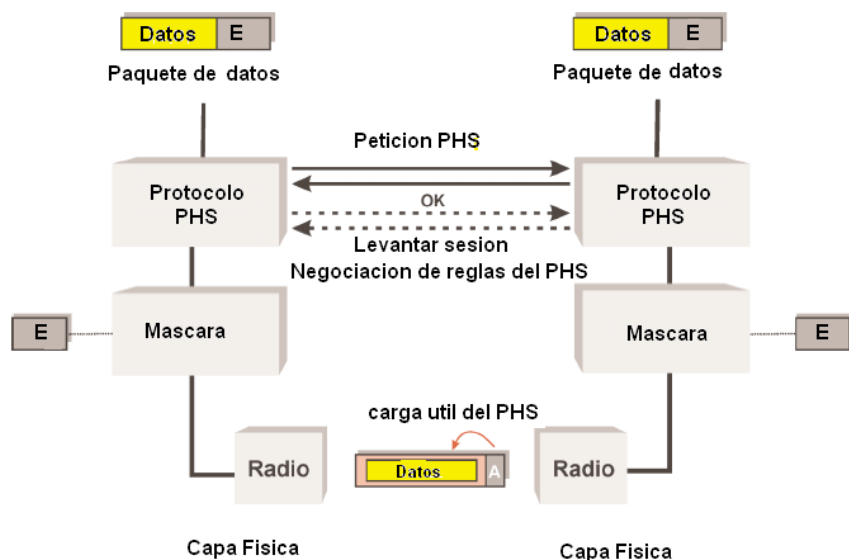 Datos E
Datos E
Paquete de datos
Paquete de datos
Peticion PHS
Protocolo
PHS
OK
Protocolo
PHS
Levantar sesion
Negociacion de reglas del PHS
E
Mascara
Mascara
E
carga util del PHS
Radio
Datos A
Radio
Capa Fisica
Capa Fisica